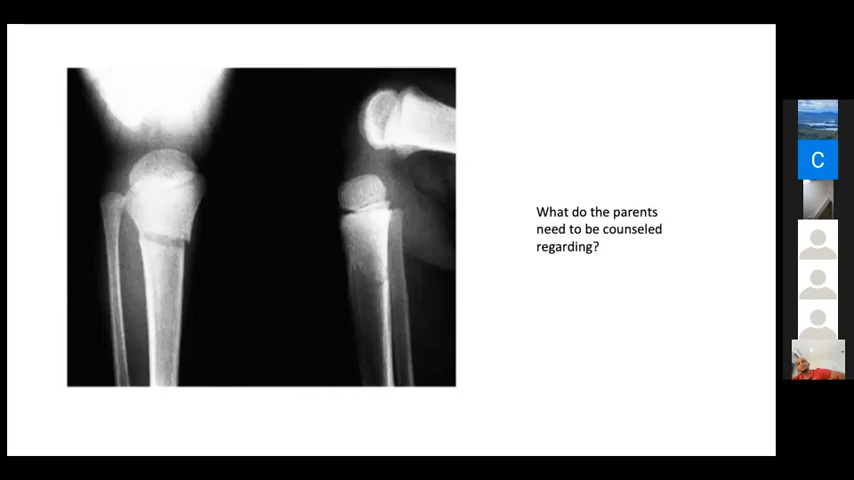 What do the parents
need to be counseled
regarding?
C